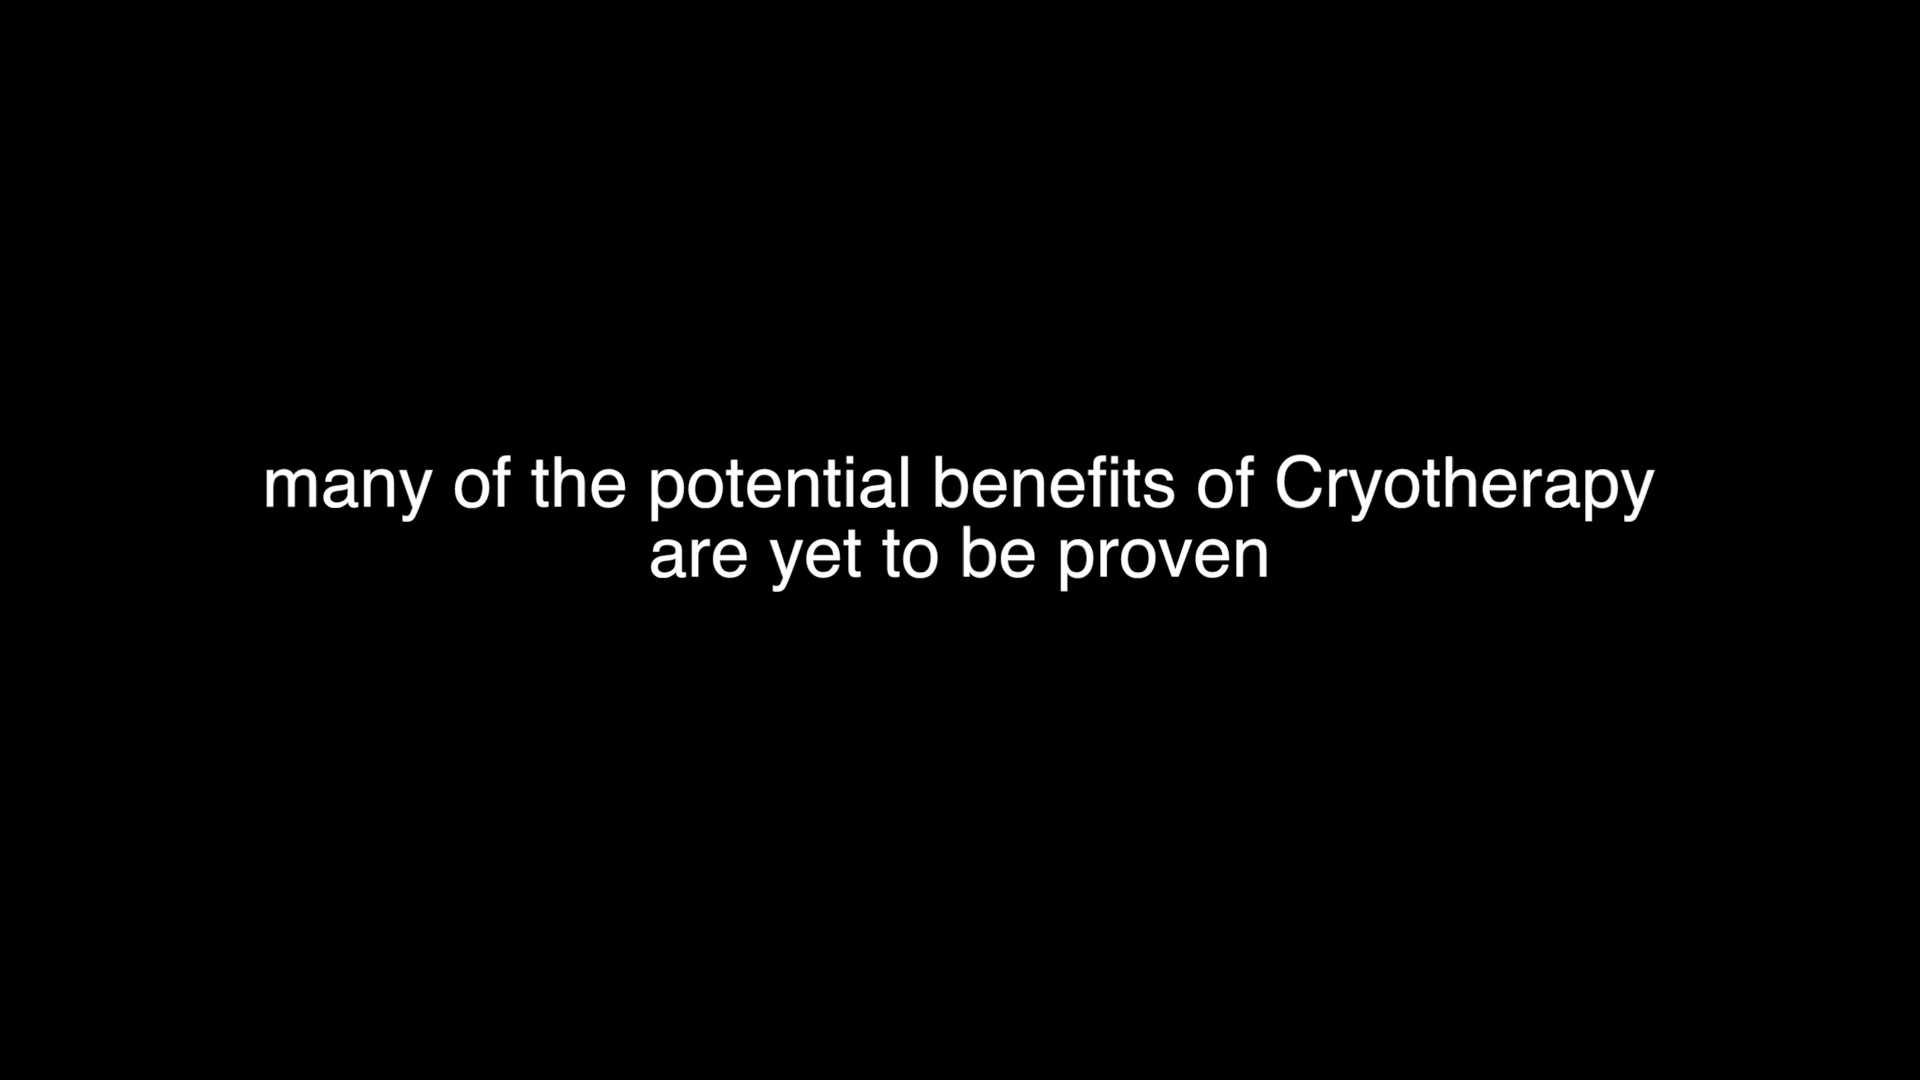 many of the potential benefits of Cryotherapy
are yet to be proven